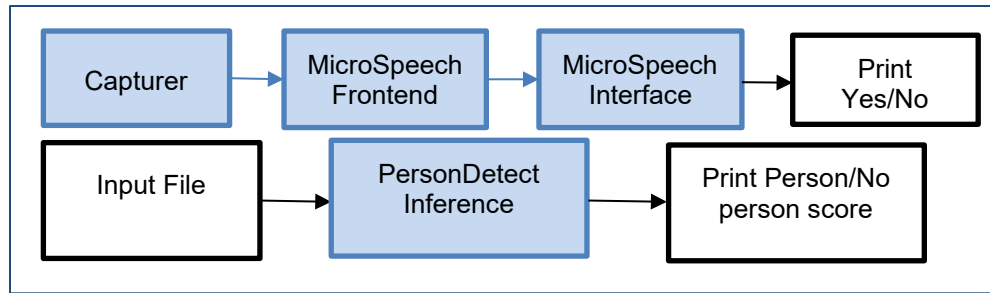 Capturer
MicroSpeech
Frontend
MicroSpeech
Interface
Print
Yes/No
Input File
PersonDetect
Inference
Print Person/No
person score